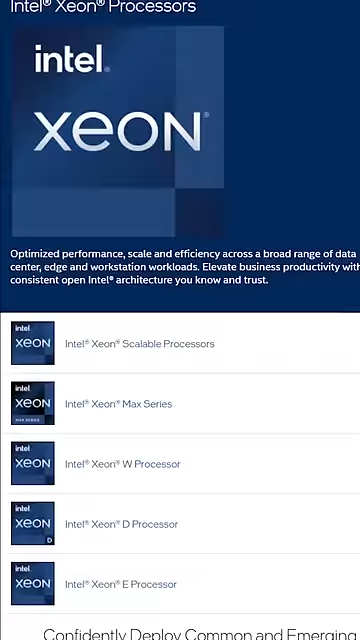 Intel® Xeon® Processors
intel.
xeon®
Optimized performance, scale and efficiency across a broad range of data
center, edge and workstation workloads. Elevate business productivity with
consistent open Intel® architecture you know and trust.
intel
xeon
Intel® Xeon® Scalable Processors
intel
xeon
MAX SERIES
Intel® Xeon® Max Series
intel
xeon
Intel® Xeon® W Processor
intel
xeon
D
Intel® Xeon® D Processor
intel
xeon
Intel® Xeon® E Processor
Confidently Deploy Common and Emerging